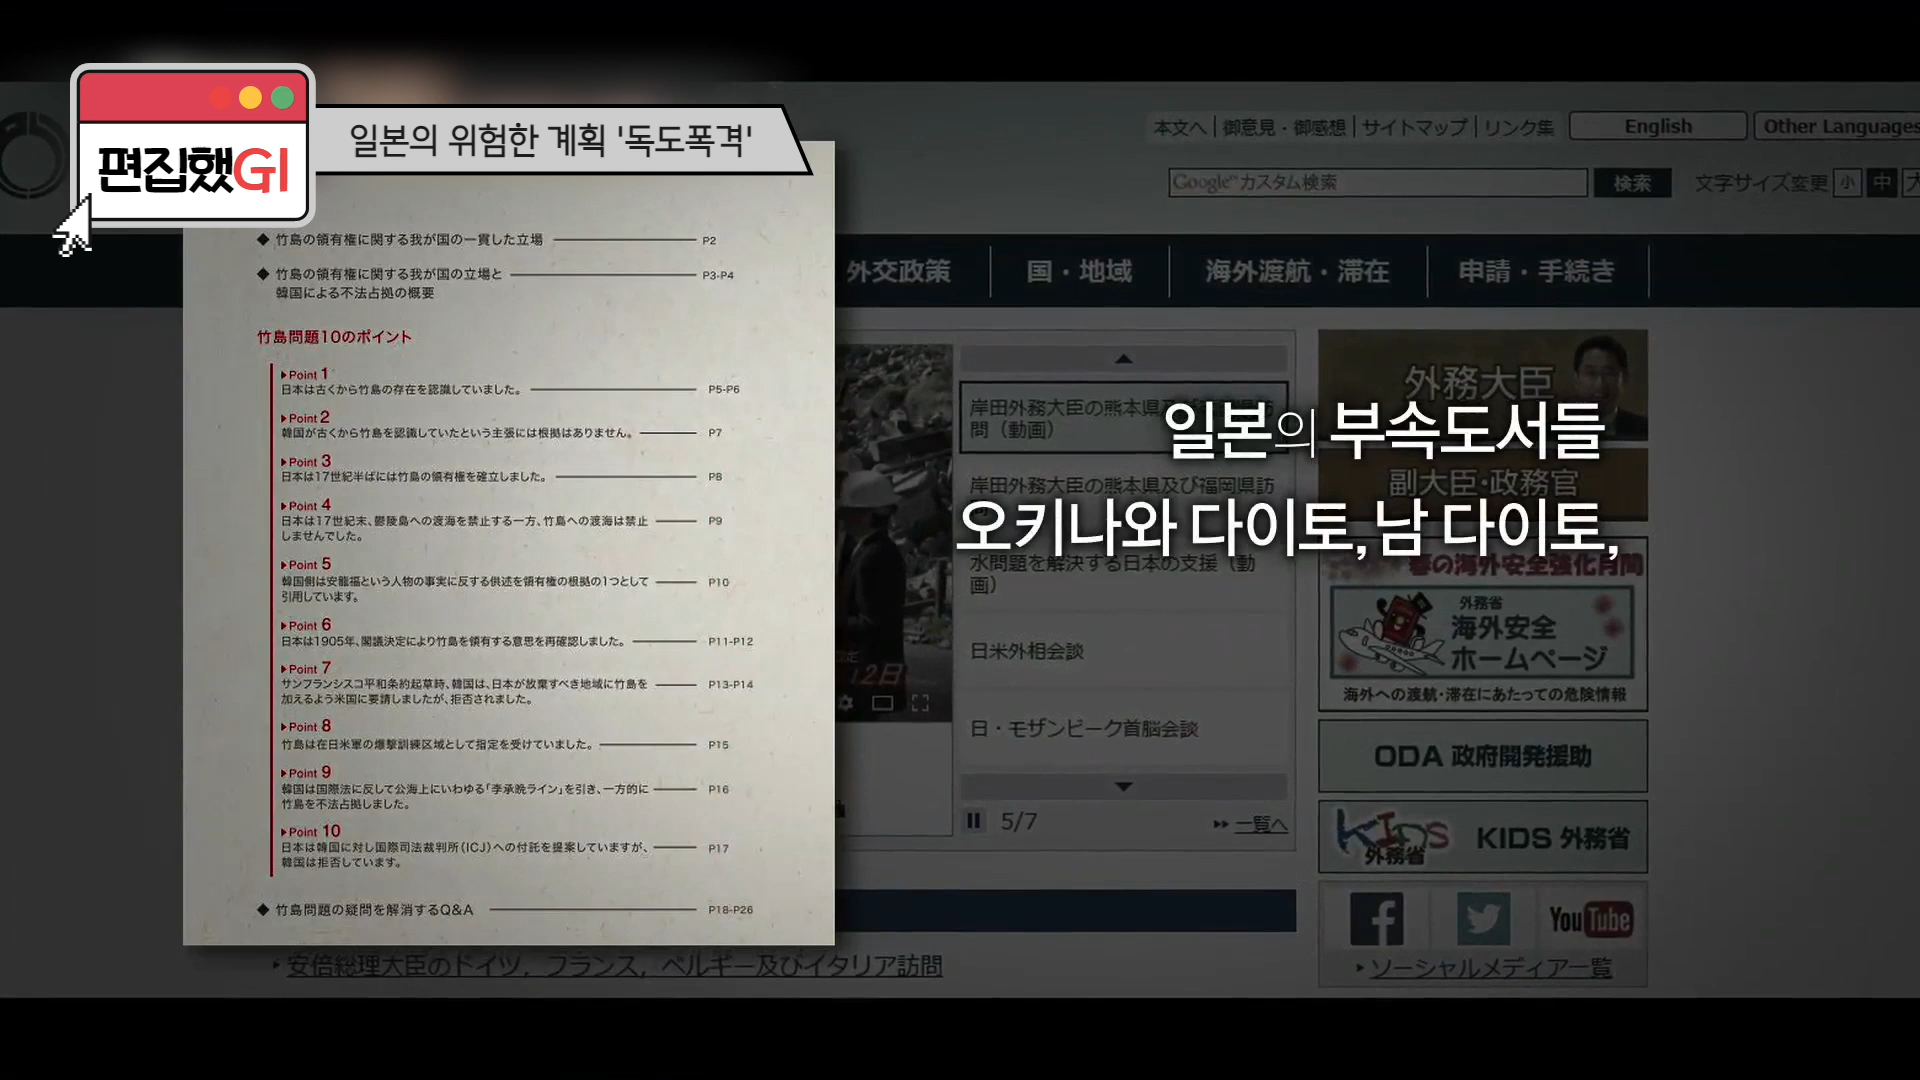 편집했GI
일본의 위험한 계획 '독도폭격'
◆ 竹島の領有権に関する我が国の一貫した立場 P2
◆ 竹島の領有権に関する我が国の立場と P3-P4
韓国による不法占拠の概要
竹島問題10のポイント
▶Point 1
日本は古くから竹島の存在を認識していました。 P5-P6
▶Point 2
韓国が古くから竹島を認識していたという主張には根拠はありません。 P7
▶Point 3
日本は17世紀半ばには竹島の領有権を確立しました。 P8
▶Point 4
日本は17世紀末、鬱陵島への渡海を禁止する一方、竹島への渡海は禁止 P9
しませんでした。
▶Point 5
韓国側は安龍福という人物の事実に反する供述を領有権の根拠の1つとして P10
引用しています。
▶Point 6
日本は1905年、閣議決定により竹島を領有する意思を再確認しました。 P11-P12
▶Point 7
サンフランシスコ平和条約起草時、韓国は、日本が放棄すべき地域に竹島を P13-P14
加えるよう米国に要請しましたが、拒否されました。
▶Point 8
竹島は在日米軍の爆撃訓練区域として指定を受けていました。 P15
▶Point 9
韓国は国際法に反して公海上にいわゆる「李承晩ライン」を引き、一方的に P16
竹島を不法占拠しました。
▶Point 10
日本は韓国に対し国際司法裁判所(ICJ)への付託を提案していますが、 P17
韓国は拒否しています。
◆ 竹島問題の疑問を解消するQ&A P18-P26
本文へ | 御意見・御感想 | サイトマップ | リンク集 English Other Languages
Google カスタム検索 検索 文字サイズ変更 小 中 大
外交政策 国・地域 海外渡航・滞在 申請・手続き
岸田外務大臣の熊本県及び福岡県訪
問（動画）
岸田外務大臣の熊本県及び福岡県訪
水問題を解決する日本の支援（動
画）
日米外相会談
日・モザンビーク首脳会談
5/7 一覧へ
일본의 부속도서들
오키나와 다이토, 남 다이토,
12日
外務大臣
副大臣・政務官
春の海外安全強化月間
外務省
海外安全
ホームページ
海外への渡航・滞在にあたっての危険情報
ODA 政府開発援助
KIDS
外務省
KIDS 外務省
YouTube
ソーシャルメディア一覧
安倍総理大臣のドイツ，フランス，ベルギー及びイタリア訪問